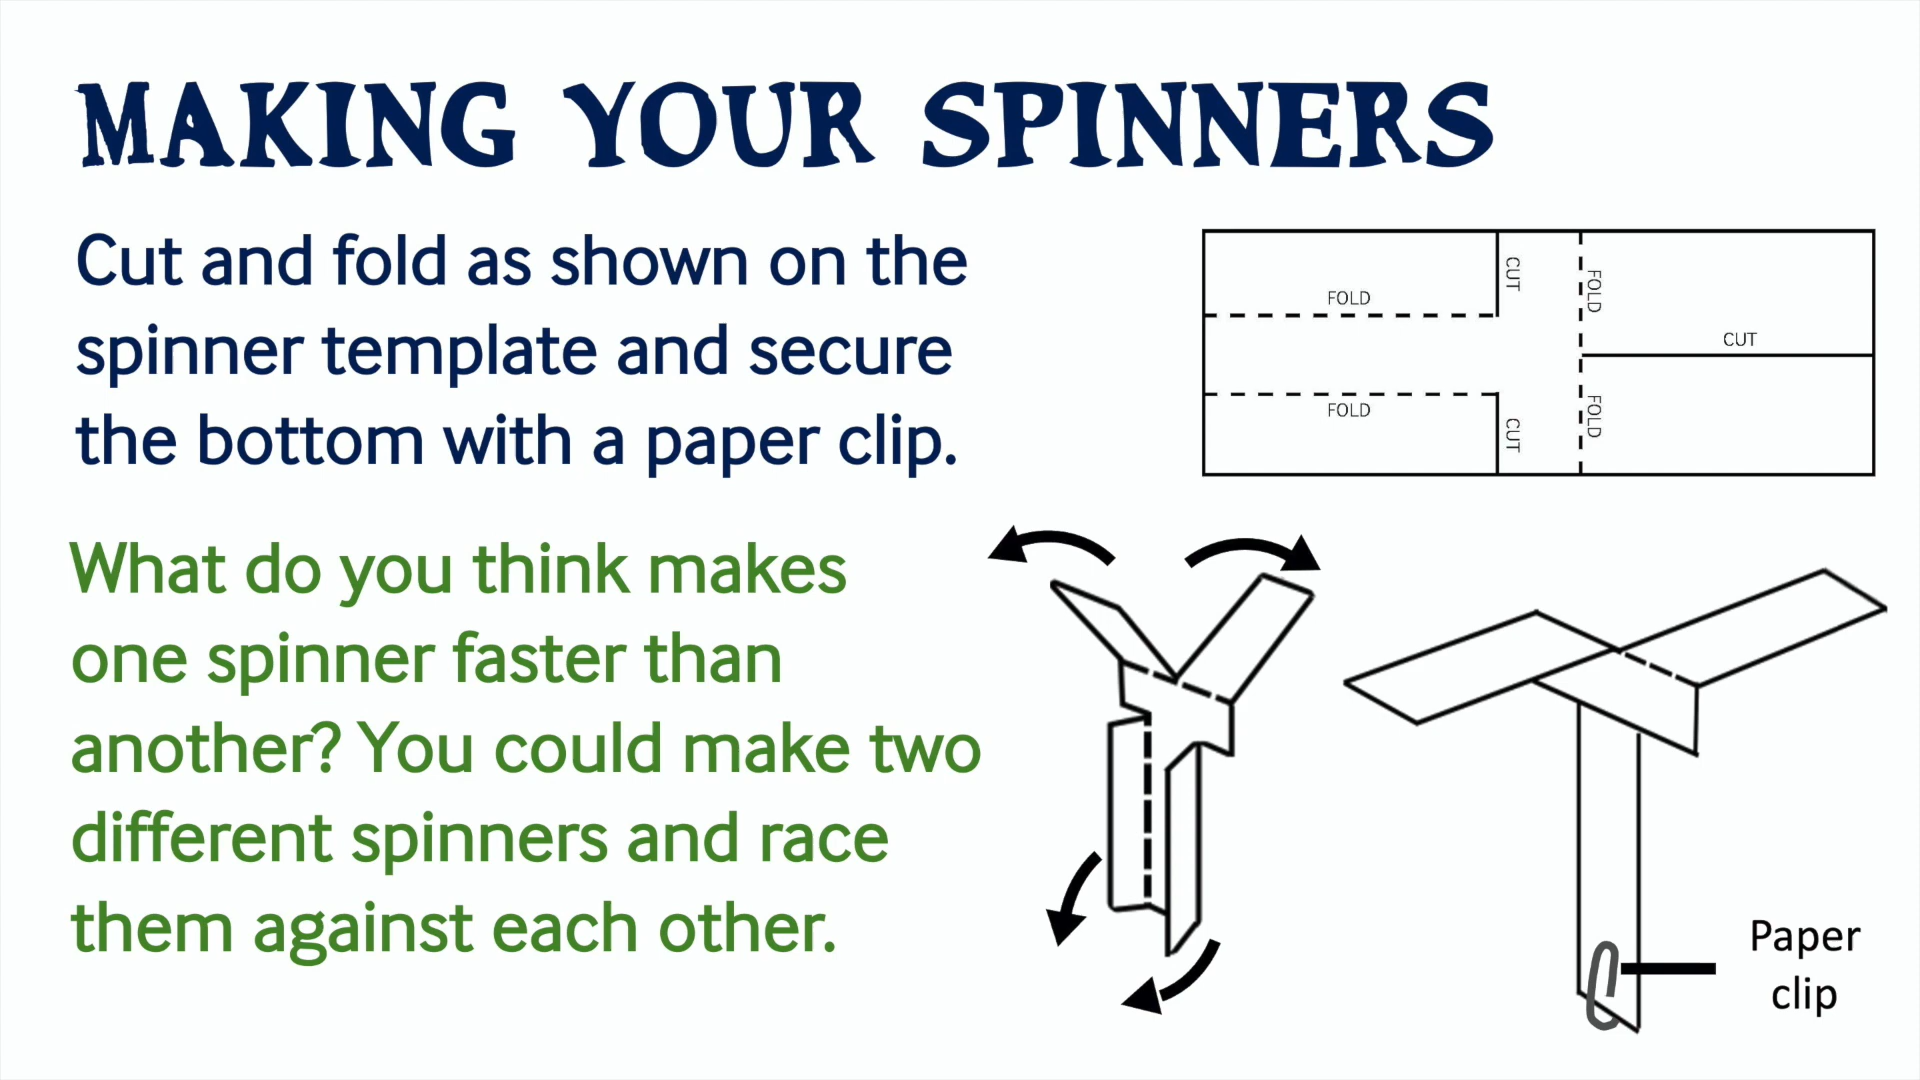 MAKING YOUR SPINNERS
Cut and fold as shown on the
spinner template and secure
the bottom with a paper clip.
What do you think makes
one spinner faster than
another? You could make two
different spinners and race
them against each other.
FOLD
CUT
FOLD
CUT
FOLD
CUT
FOLD
Paper
clip